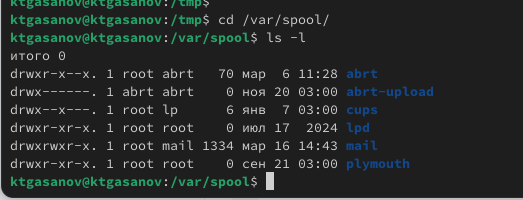 ktgasanov@ktgasanov:/tmp$
ktgasanov@ktgasanov:/tmp$ cd /var/spool/
ktgasanov@ktgasanov:/var/spool$ ls -l
итого 0
drwxr-x--x. 1 root abrt   70 мар  6 11:28 abrt
drwx------. 1 abrt abrt    0 ноя 20 03:00 abrt-upload
drwx--x---. 1 root lp      6 янв  7 03:00 cups
drwxr-xr-x. 1 root root    0 июл 17  2024 lpd
drwxrwxr-x. 1 root mail 1334 мар 16 14:43 mail
drwxr-xr-x. 1 root root    0 сен 21 03:00 plymouth
ktgasanov@ktgasanov:/var/spool$